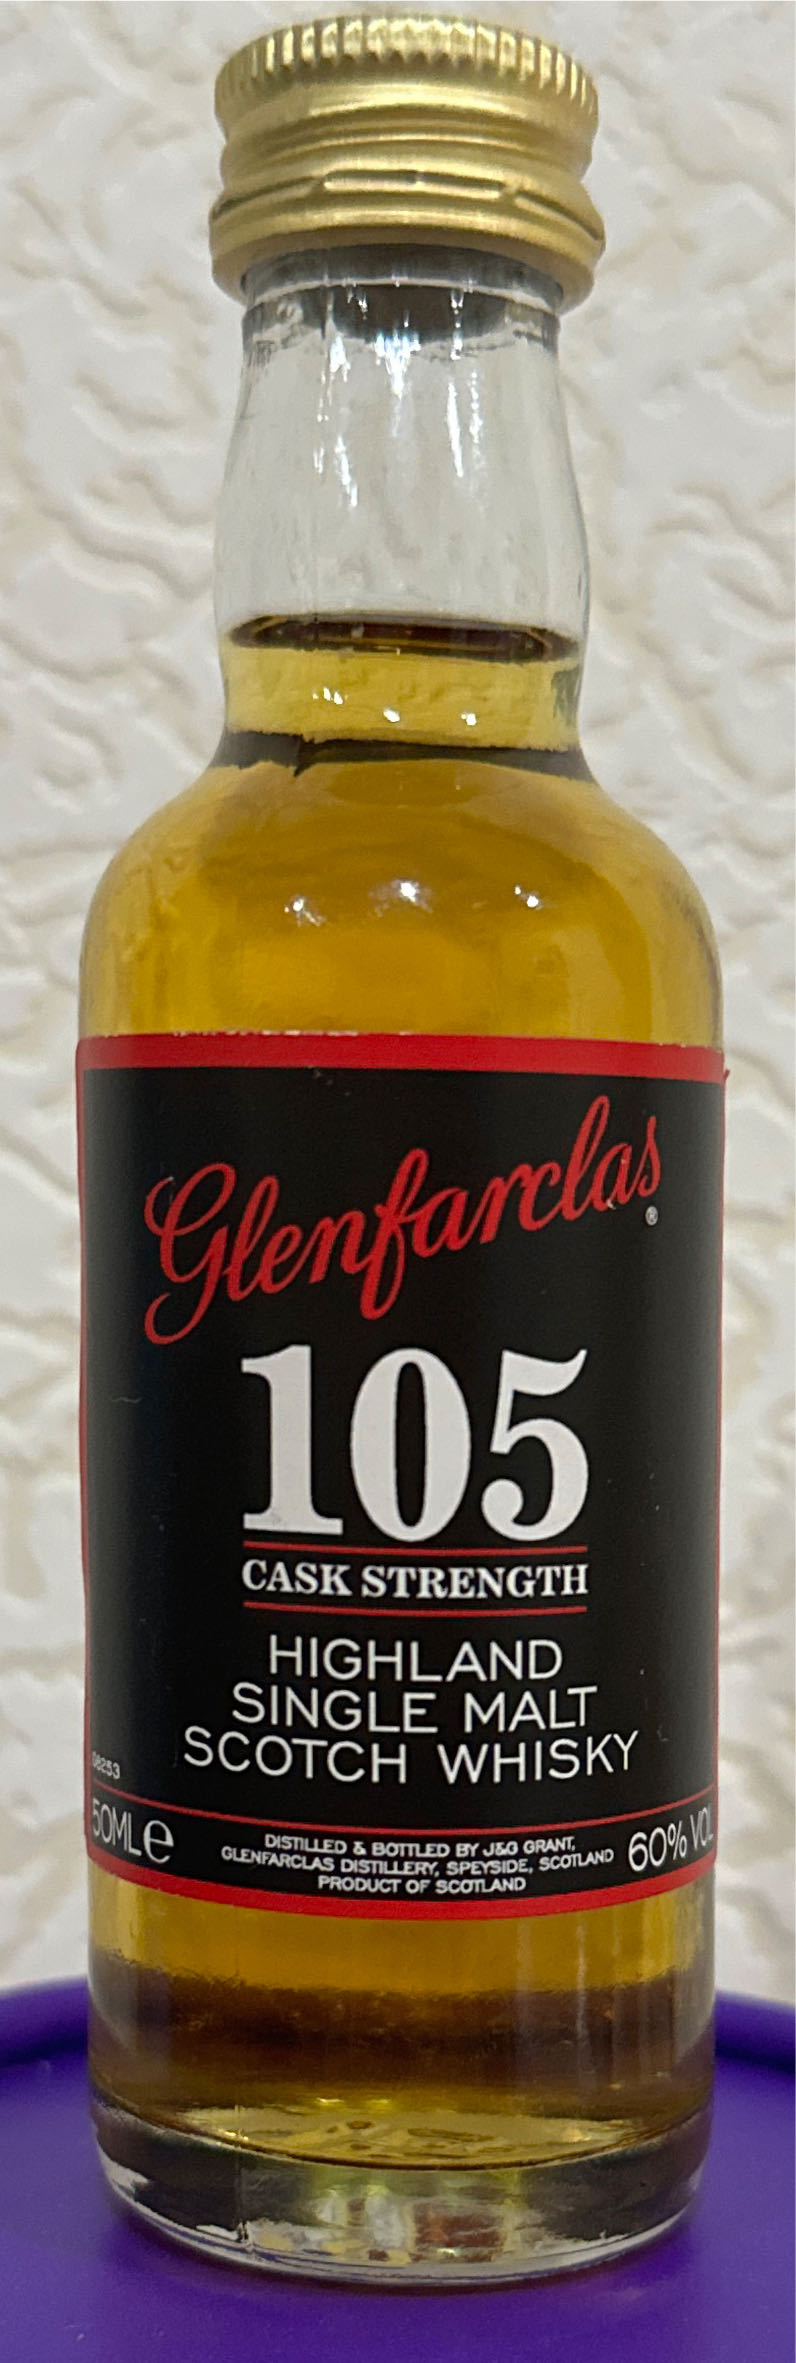 Glenfarclas
®
105
CASK STRENGTH
HIGHLAND
SINGLE MALT
SCOTCH WHISKY
08253
50ML e
DISTILLED & BOTTLED BY J&G GRANT,
GLENFARCLAS DISTILLERY, SPEYSIDE, SCOTLAND
PRODUCT OF SCOTLAND
60% VOL